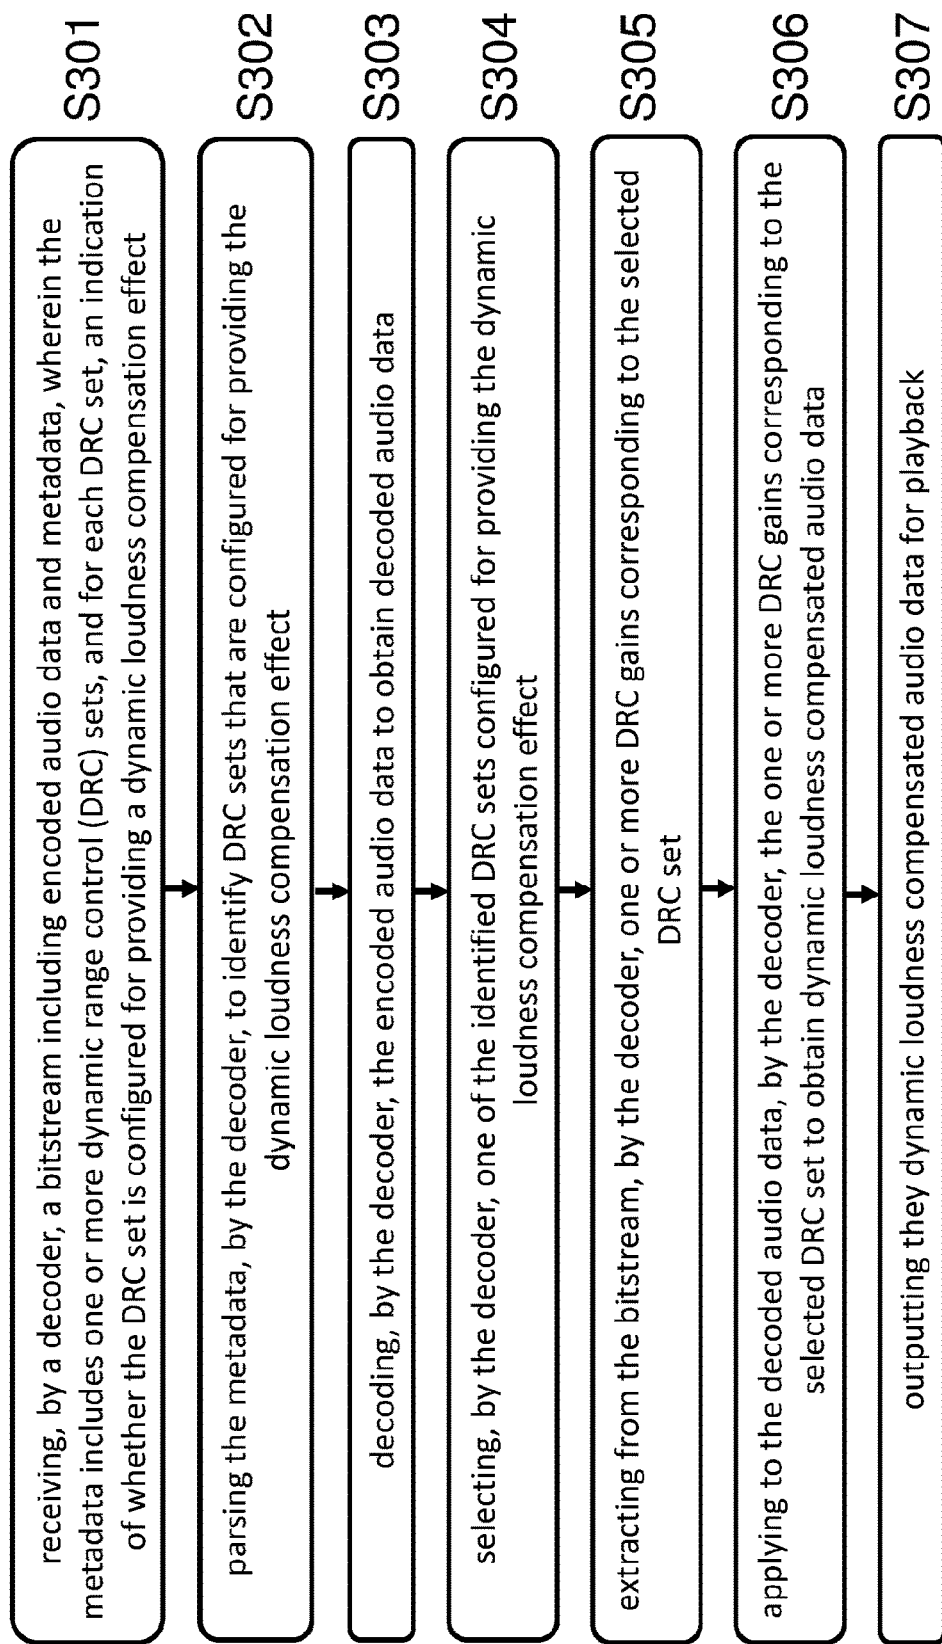 receiving, by a decoder, a bitstream including encoded audio data and metadata, wherein the
metadata includes one or more dynamic range control (DRC) sets, and for each DRC set, an indication
of whether the DRC set is configured for providing a dynamic loudness compensation effect
S301
parsing the metadata, by the decoder, to identify DRC sets that are configured for providing the
dynamic loudness compensation effect
S302
decoding, by the decoder, the encoded audio data to obtain decoded audio data
S303
selecting, by the decoder, one of the identified DRC sets configured for providing the dynamic
loudness compensation effect
S304
extracting from the bitstream, by the decoder, one or more DRC gains corresponding to the selected
DRC set
S305
applying to the decoded audio data, by the decoder, the one or more DRC gains corresponding to the
selected DRC set to obtain dynamic loudness compensated audio data
S306
outputting they dynamic loudness compensated audio data for playback
S307